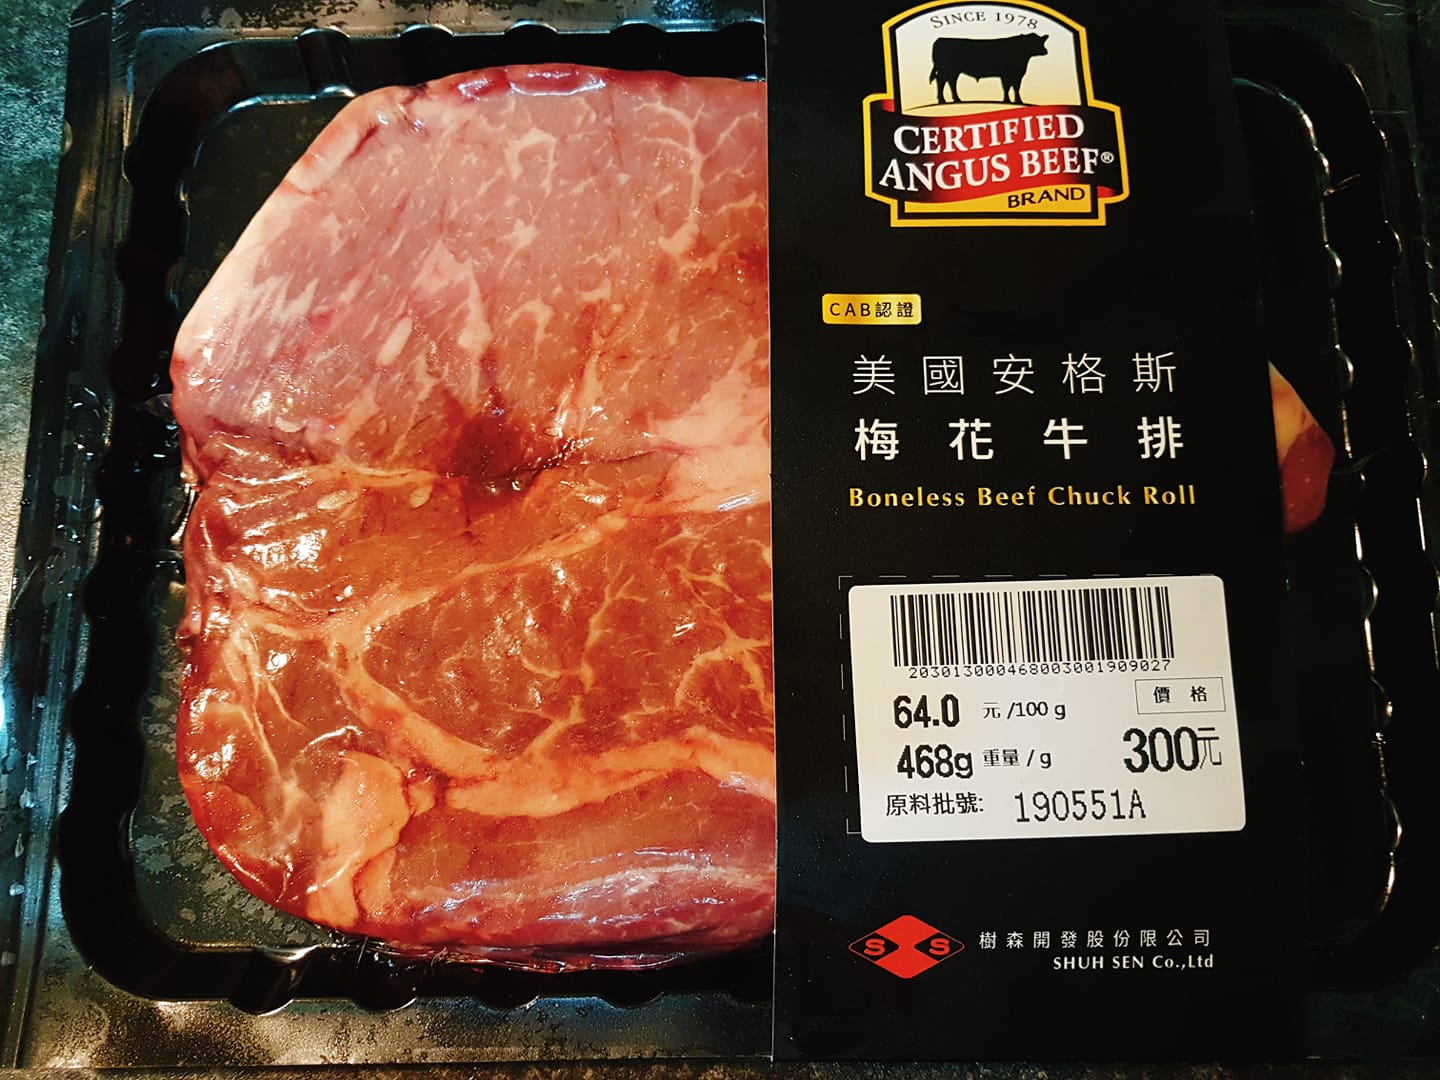 SINCE 1978
CERTIFIED
ANGUS BEEF®
BRAND
CAB認證
美國安格斯
梅花牛排
Boneless Beef Chuck Roll
203013000468003001909027
64.0 元/100 g
價 格
468g 重量/g
300元
原料批號: 190551A
S S
樹森開發股份限公司
SHUH SEN Co.,Ltd